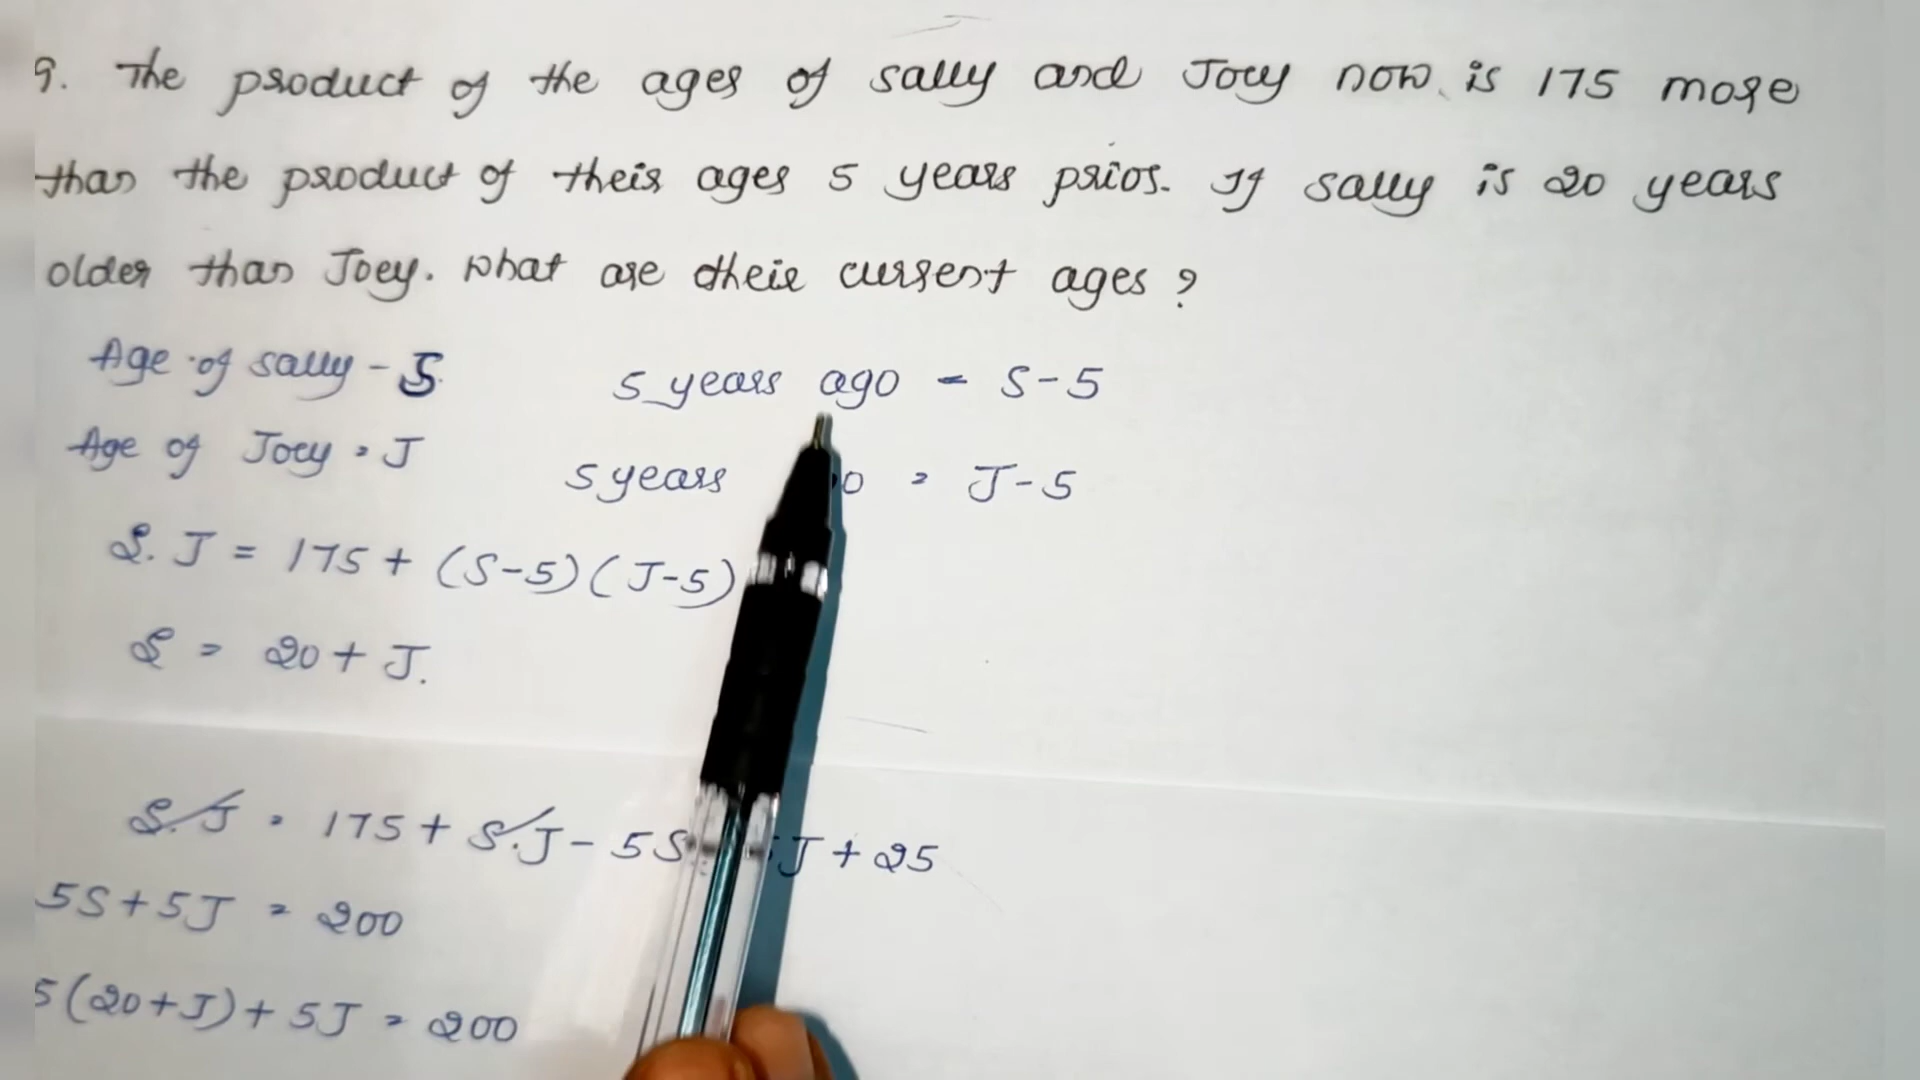 9. The product of the ages of sally and Joey now is 175 more
than the product of their ages 5 years prior. If sally is 20 years
older than Joey. what are their current ages ?
Age of sally - S
5 years ago - S-5
Age of Joey = J
5 years = J-5
S. J = 175 + (S-5) (J-5)
S = 20 + J.
S.J = 175 + S.J - 5S - 5J + 25
5S + 5J = 200
5(20+J) + 5J = 200